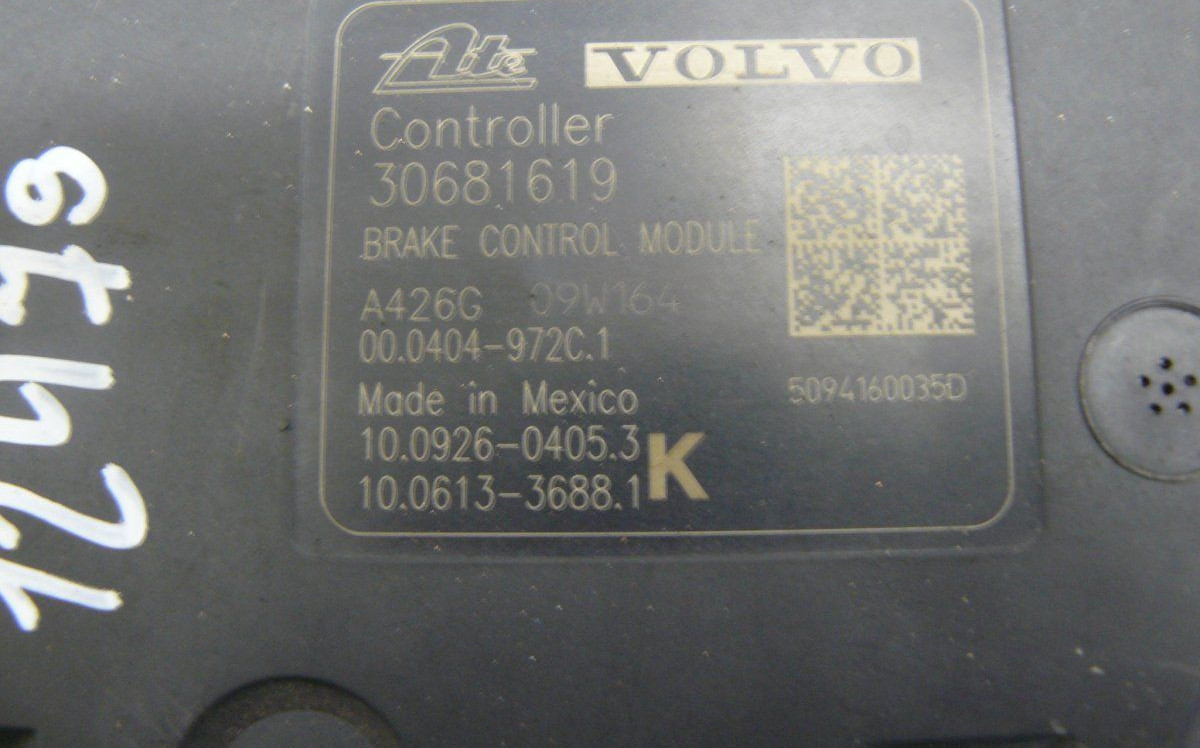 Ate VOLVO
Controller
30681619
BRAKE CONTROL MODULE
A426G 09W164
00.0404-972C.1
Made in Mexico
5094160035D
10.0926-0405.3
10.0613-3688.1 K